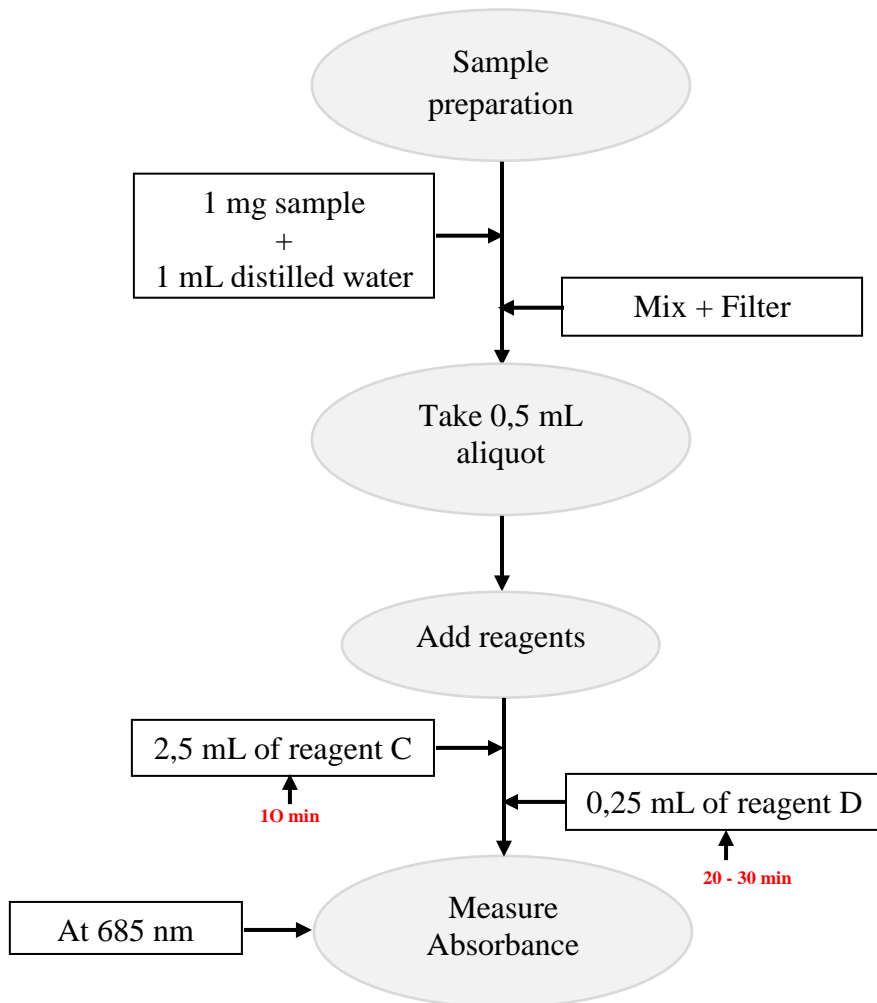 Sample
preparation
1 mg sample
+
1 mL distilled water
Mix + Filter
Take 0,5 mL
aliquot
Add reagents
2,5 mL of reagent C
1O min
0,25 mL of reagent D
20 - 30 min
Measure
Absorbance
At 685 nm